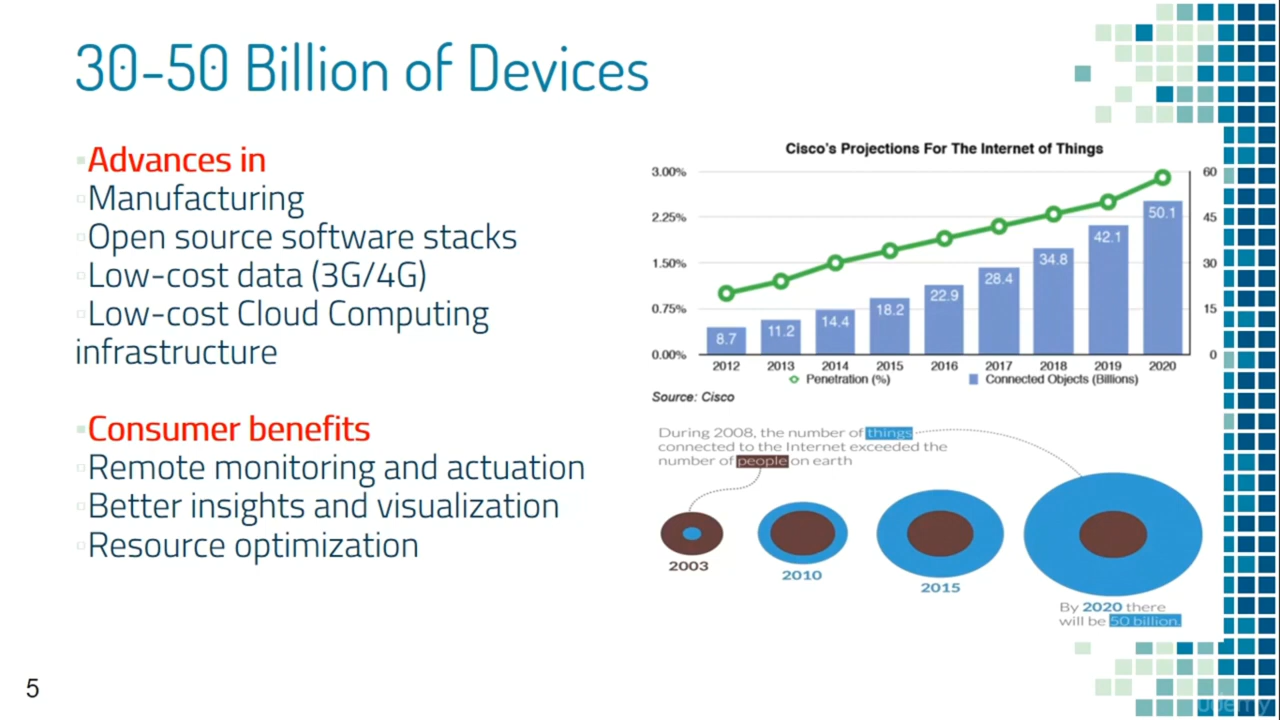 30-50 Billion of Devices
Advances in
Manufacturing
Open source software stacks
Low-cost data (3G/4G)
Low-cost Cloud Computing
infrastructure
Consumer benefits
Remote monitoring and actuation
Better insights and visualization
Resource optimization
5
Cisco's Projections For The Internet of Things
3.00%
2.25%
1.50%
0.75%
0.00%
60
45
30
15
0
8.7
11.2
14.4
18.2
22.9
28.4
34.8
42.1
50.1
2012 2013 2014 2015 2016 2017 2018 2019 2020
Penetration (%) Connected Objects (Billions)
Source: Cisco
During 2008, the number of things
connected to the Internet exceeded the
number of people on earth
2003
2010
2015
By 2020 there
will be 50 billion.
udemy